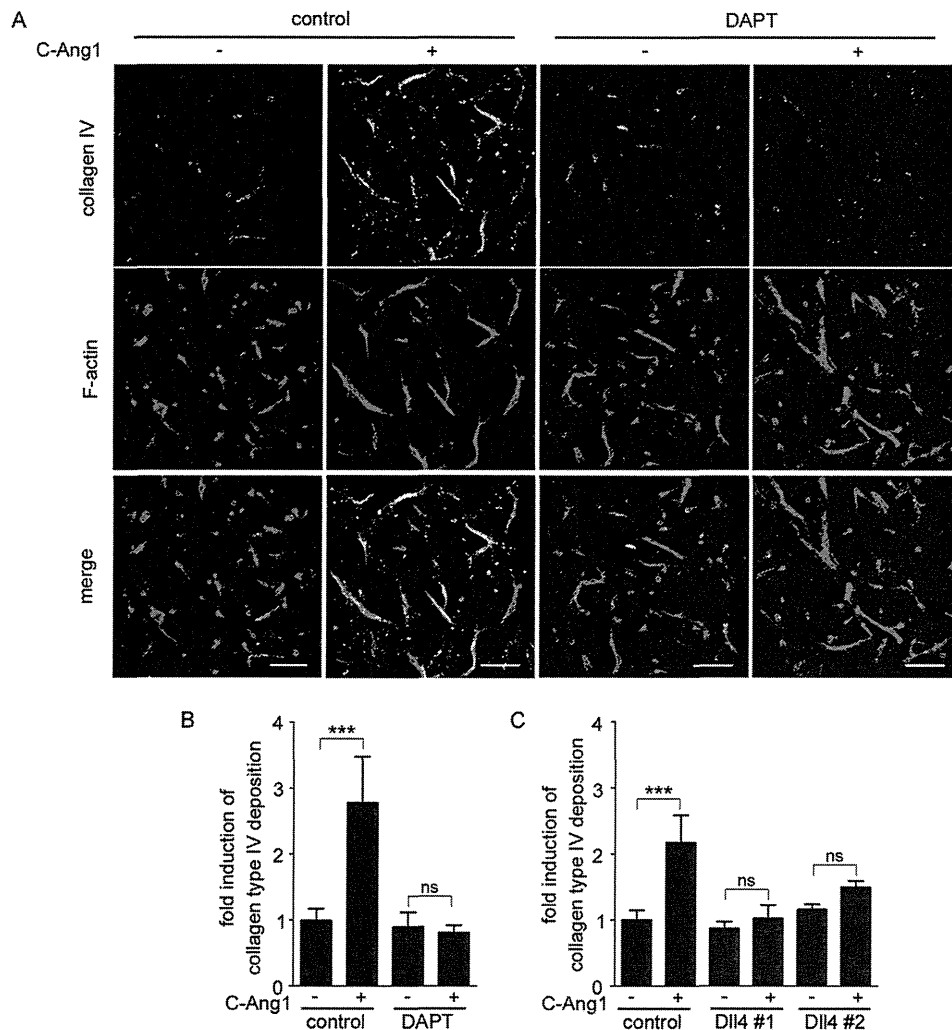 A
control DAPT
C-Ang1 - + - +
collagen IV
F-actin
merge
B
fold induction of
collagen type IV deposition
4
3
2
1
0
***
ns
C-Ang1 - + - +
control DAPT
C
fold induction of
collagen type IV deposition
4
3
2
1
0
***
ns
ns
C-Ang1 - + - + - +
control Dll4 #1 Dll4 #2